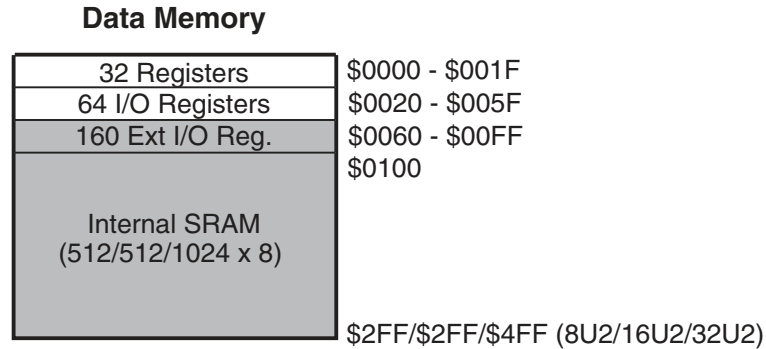 Data Memory
32 Registers $0000 - $001F
64 I/O Registers $0020 - $005F
160 Ext I/O Reg. $0060 - $00FF
$0100
Internal SRAM
(512/512/1024 x 8)
$2FF/$2FF/$4FF (8U2/16U2/32U2)